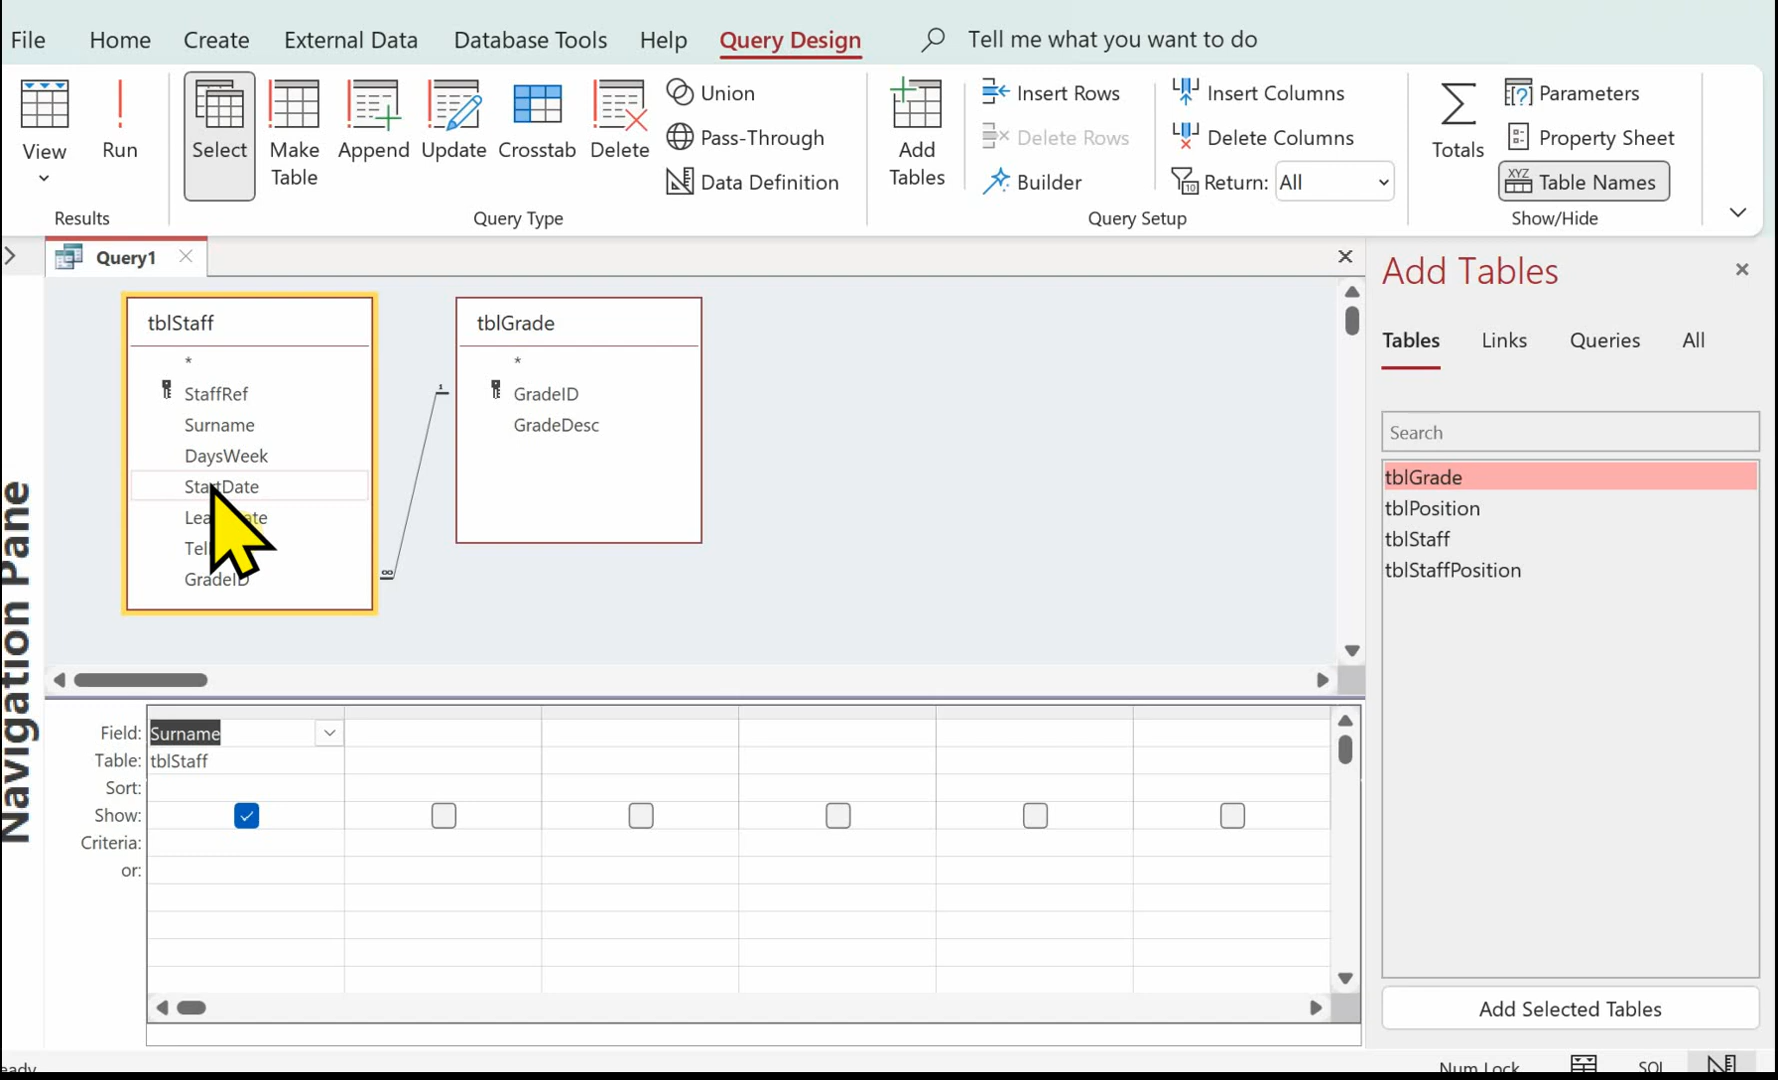 File Home Create External Data Database Tools Help Query Design Tell me what you want to do
View
Run
Select
Make Table
Append
Update
Crosstab
Delete
Union
Pass-Through
Data Definition
Add Tables
Insert Rows
Delete Rows
Builder
Insert Columns
Delete Columns
Return: All
Totals
Parameters
Property Sheet
XYZ Table Names
Results Query Type Query Setup Show/Hide
Query1
Navigation Pane
tblStaff
*
StaffRef
Surname
DaysWeek
StartDate
GradeID
1
∞
tblGrade
*
GradeID
GradeDesc
Field: Surname
Table: tblStaff
Sort:
Show:
Criteria:
or:
Add Tables
Tables Links Queries All
Search
tblGrade
tblPosition
tblStaff
tblStaffPosition
Add Selected Tables
Num Lock SQL